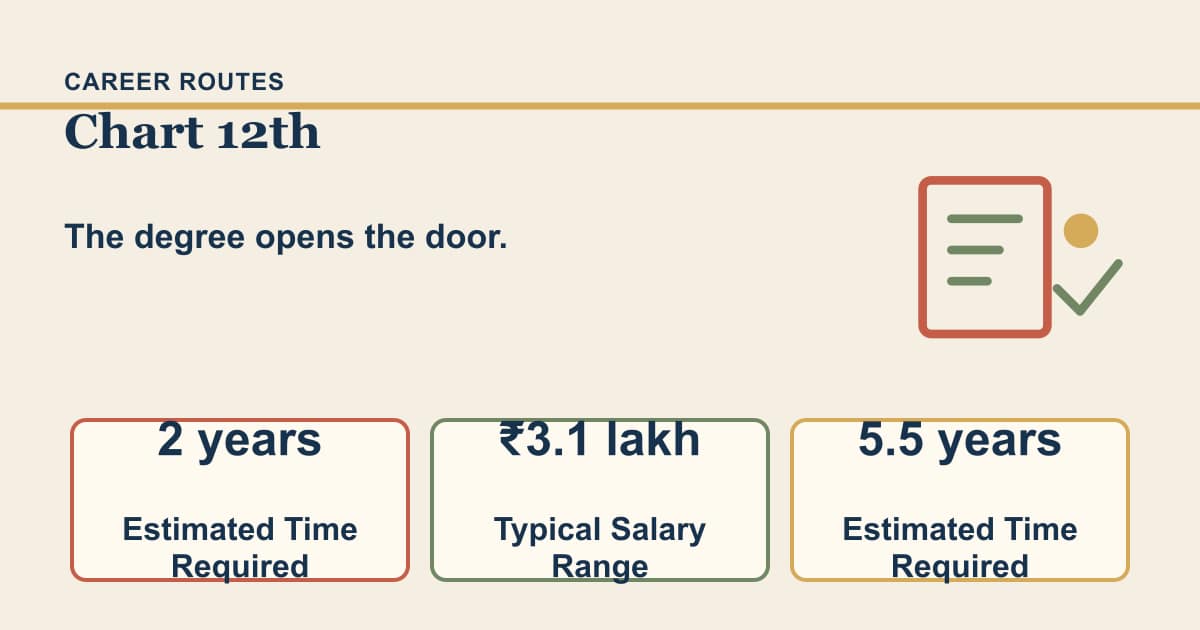 CAREER ROUTES
Chart 12th
The degree opens the door.
2 years
Estimated Time
Required
₹3.1 lakh
Typical Salary
Range
5.5 years
Estimated Time
Required